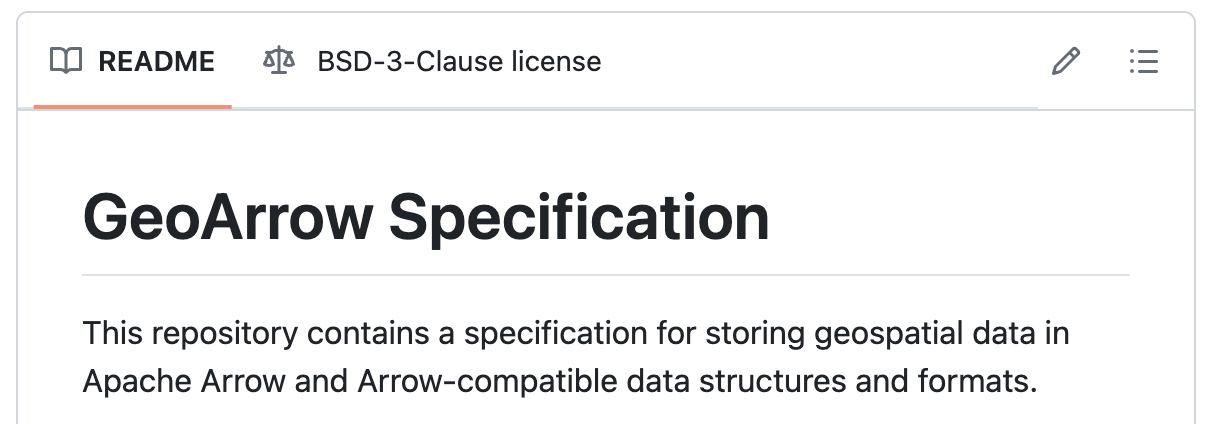 README BSD-3-Clause license
GeoArrow Specification
This repository contains a specification for storing geospatial data in
Apache Arrow and Arrow-compatible data structures and formats.